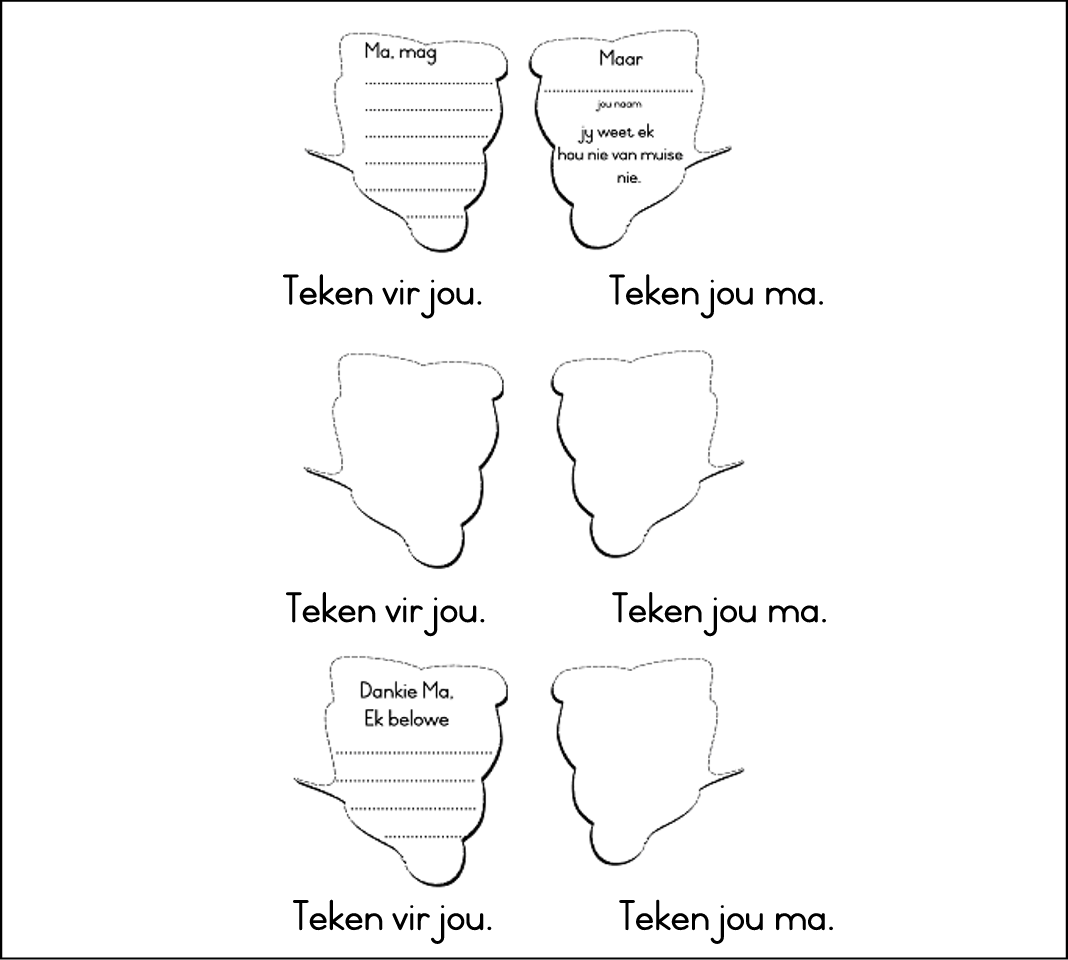 Ma, mag
Maar
jou naam
jy weet ek
hou nie van muise
nie.
Teken vir jou.
Teken jou ma.
Teken vir jou.
Teken jou ma.
Dankie Ma,
Ek belowe
Teken vir jou.
Teken jou ma.